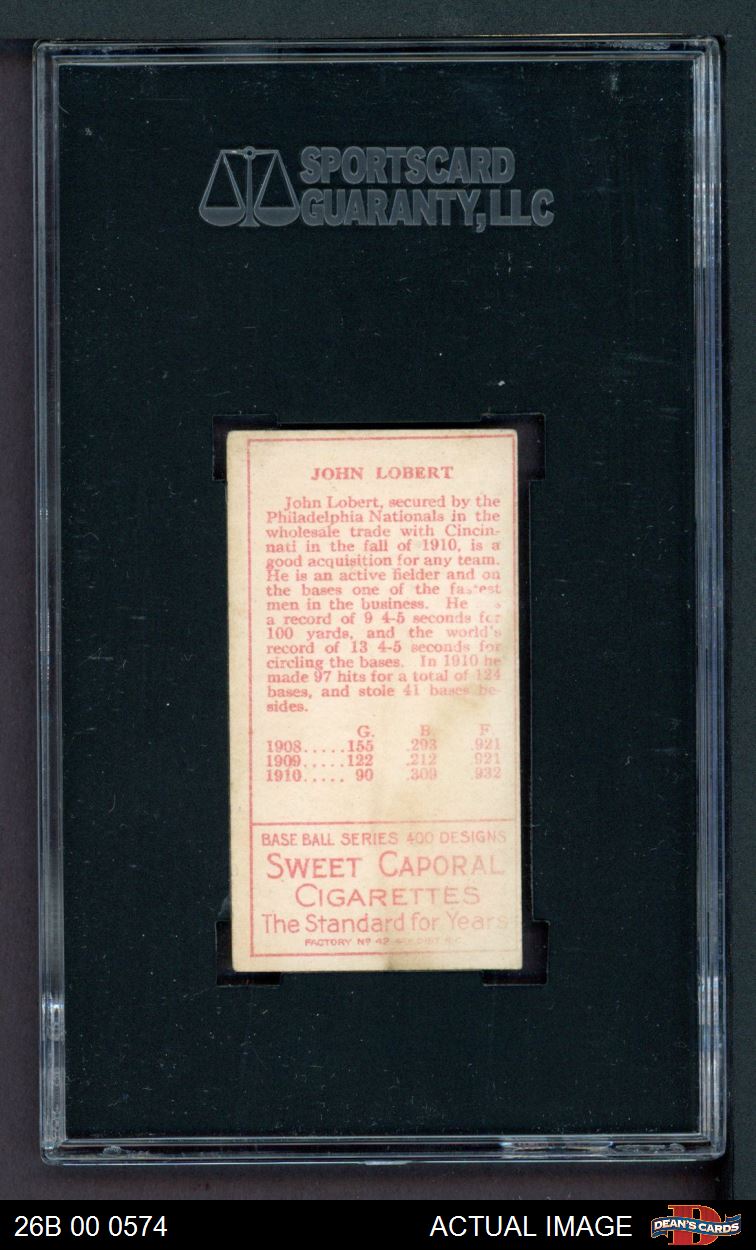 SPORTSCARD
GUARANTY, LLC
JOHN LOBERT
John Lobert, secured by the
Philadelphia Nationals in the
wholesale trade with Cincin-
nati in the fall of 1910, is a
good acquisition for any team.
He is an active fielder and on
the bases one of the fastest
men in the business. He
a record of 9 4-5 seconds for
100 yards, and the world's
record of 13 4-5 seconds for
circling the bases. In 1910 he
made 97 hits for a total of 124
bases, and stole 41 bases be-
sides.
G. B. F.
1908.....155 .293 .921
1909.....122 .212 .921
1910..... 90 .309 .932
BASE BALL SERIES 400 DESIGNS
SWEET CAPORAL
CIGARETTES
The Standard for Years
FACTORY Nº 42 DIST. N.C.
26B 00 0574 ACTUAL IMAGE DEAN'S CARDS